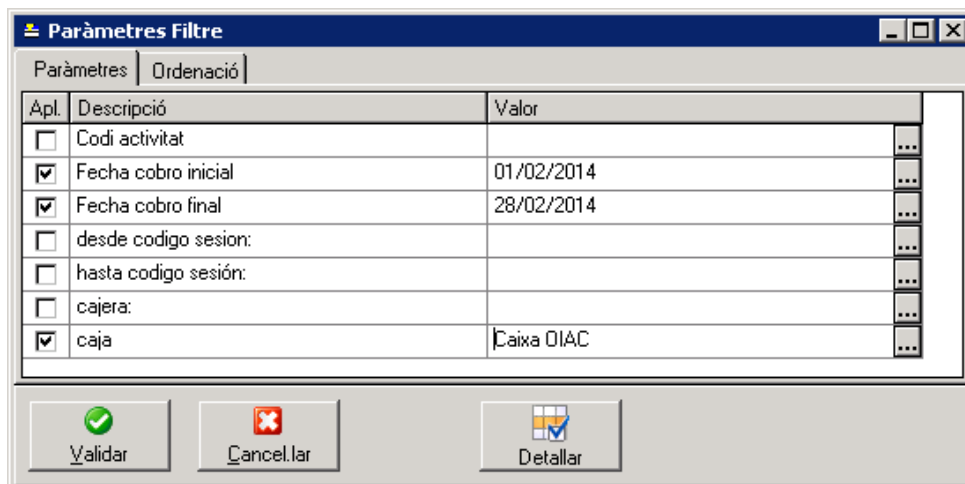 Paràmetres Filtre
Paràmetres Ordenació
Apl. Descripció Valor
Codi activitat ...
Fecha cobro inicial 01/02/2014 ...
Fecha cobro final 28/02/2014 ...
desde codigo sesion: ...
hasta codigo sesión: ...
cajera: ...
caja Caixa OIAC ...
Validar Cancel.lar Detallar